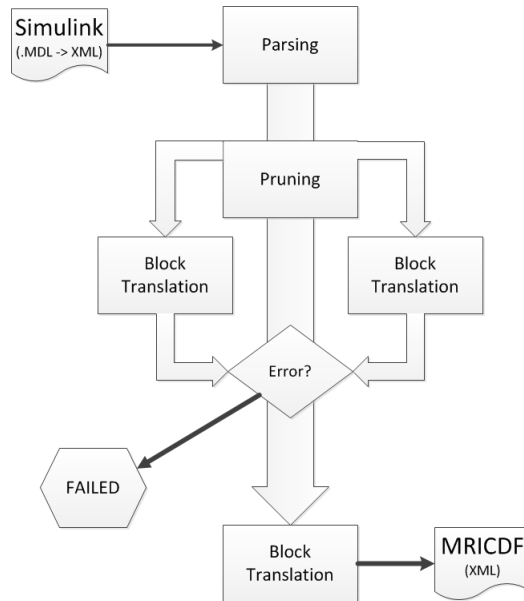 Simulink
(.MDL -> XML)
Parsing
Pruning
Block
Translation
Block
Translation
Error?
FAILED
Block
Translation
MRICDF
(XML)